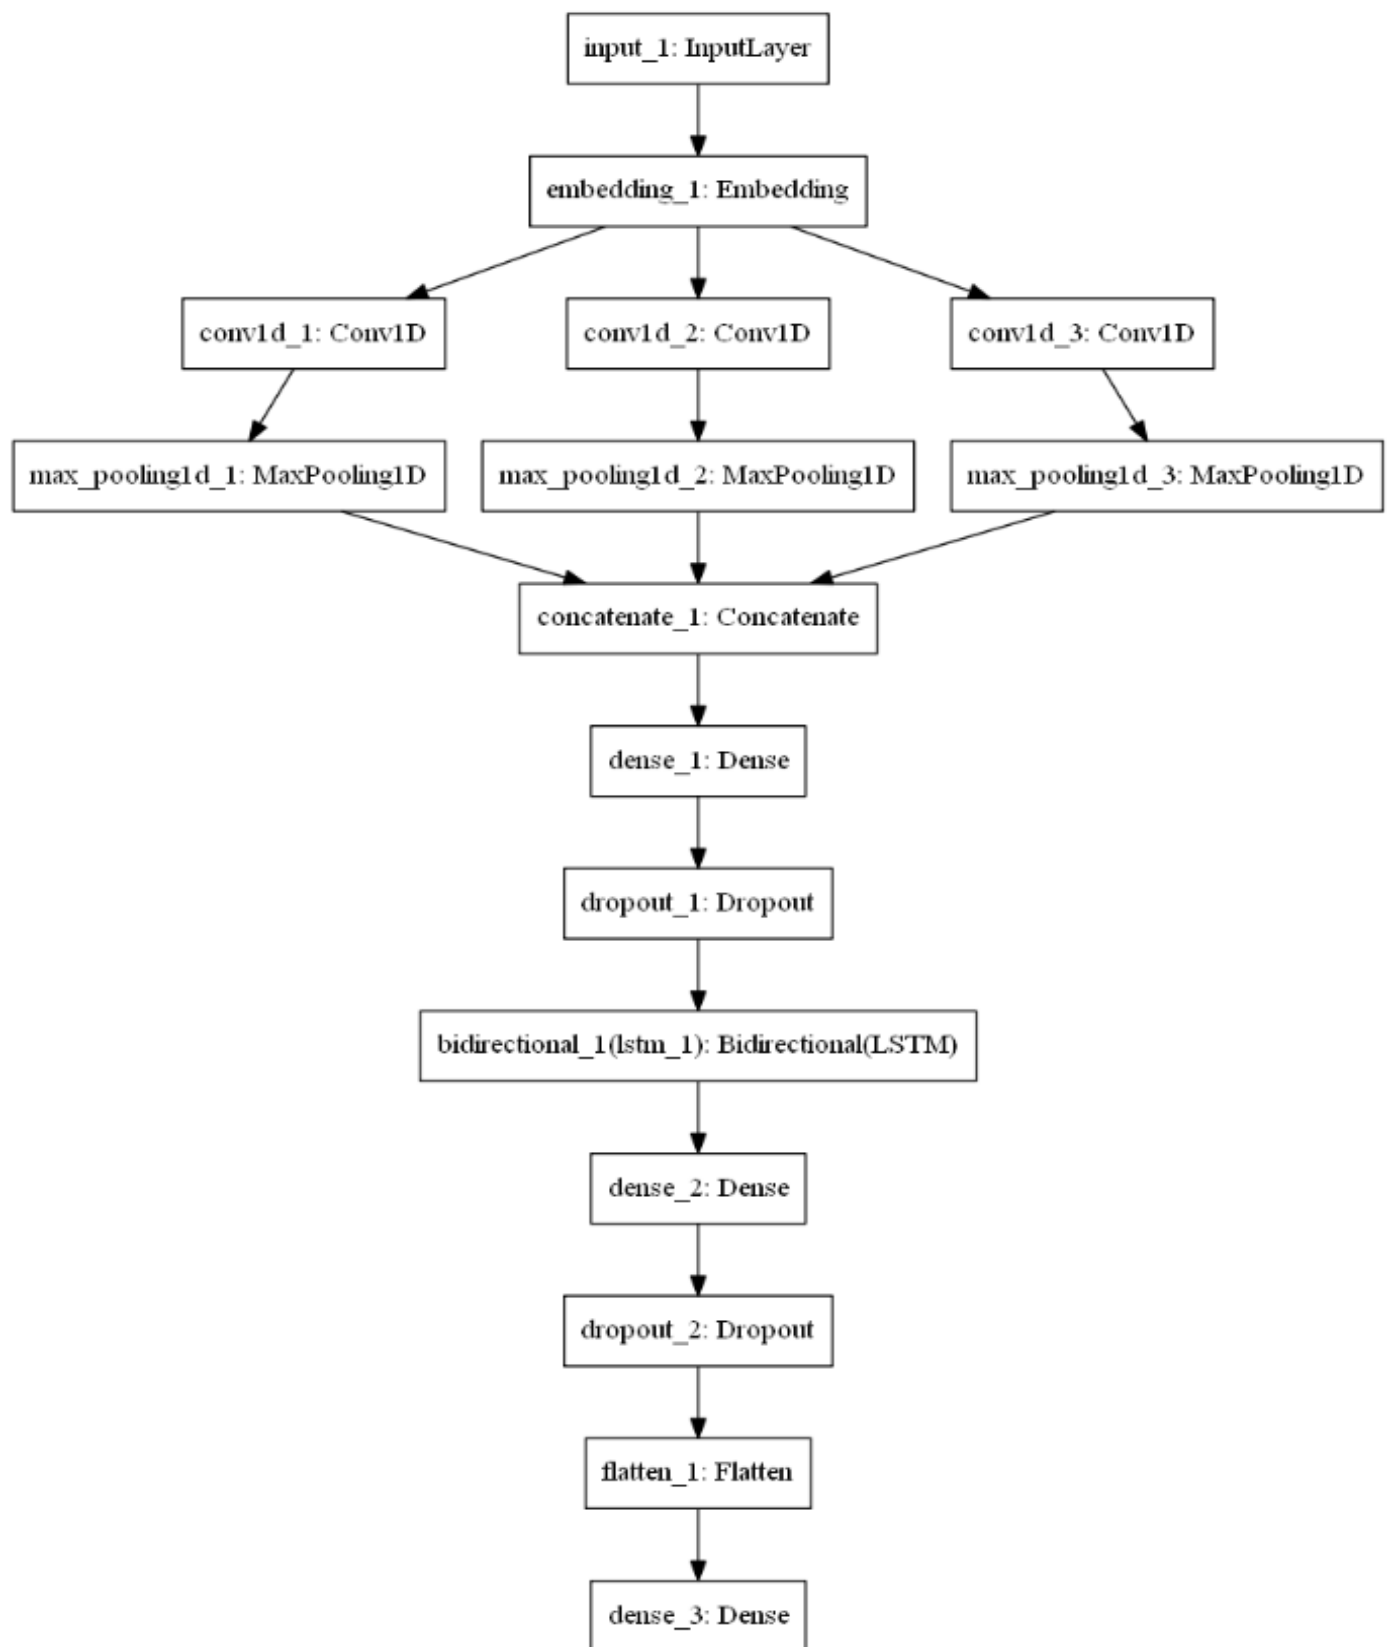 input_1: InputLayer
embedding_1: Embedding
conv1d_1: Conv1D
conv1d_2: Conv1D
conv1d_3: Conv1D
max_pooling1d_1: MaxPooling1D
max_pooling1d_2: MaxPooling1D
max_pooling1d_3: MaxPooling1D
concatenate_1: Concatenate
dense_1: Dense
dropout_1: Dropout
bidirectional_1(lstm_1): Bidirectional(LSTM)
dense_2: Dense
dropout_2: Dropout
flatten_1: Flatten
dense_3: Dense